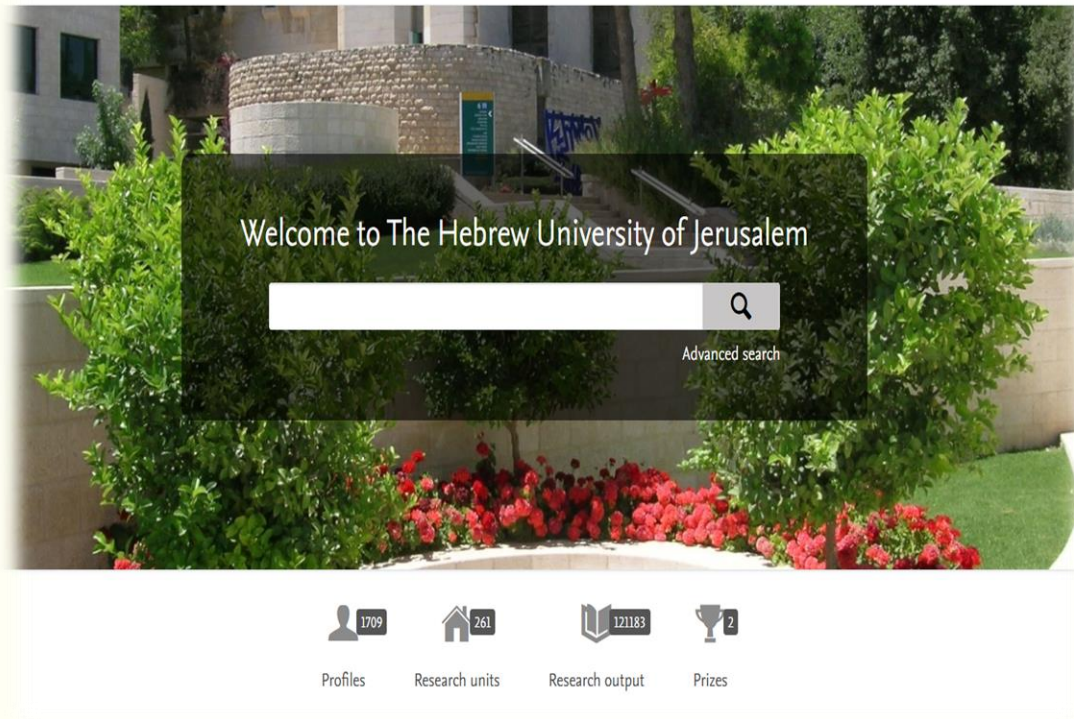 Welcome to The Hebrew University of Jerusalem
Advanced search
1709
261
121183
2
Profiles
Research units
Research output
Prizes